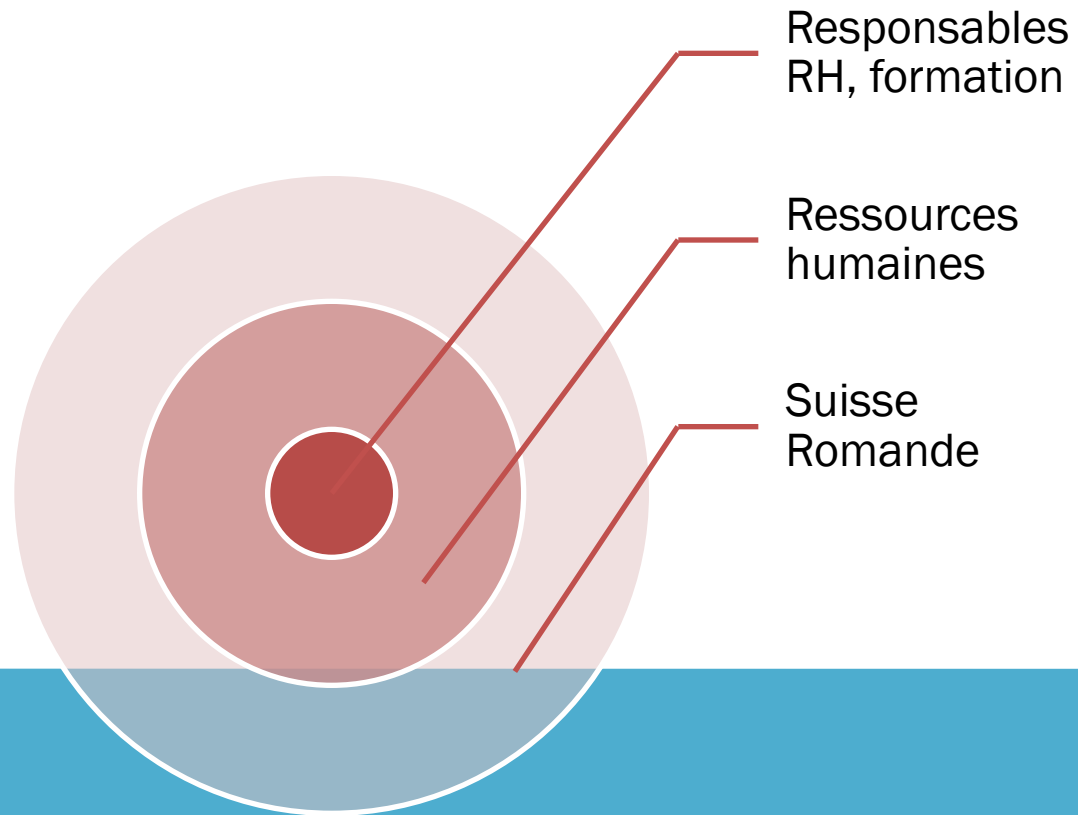 Responsables
RH, formation
Ressources
humaines
Suisse
Romande